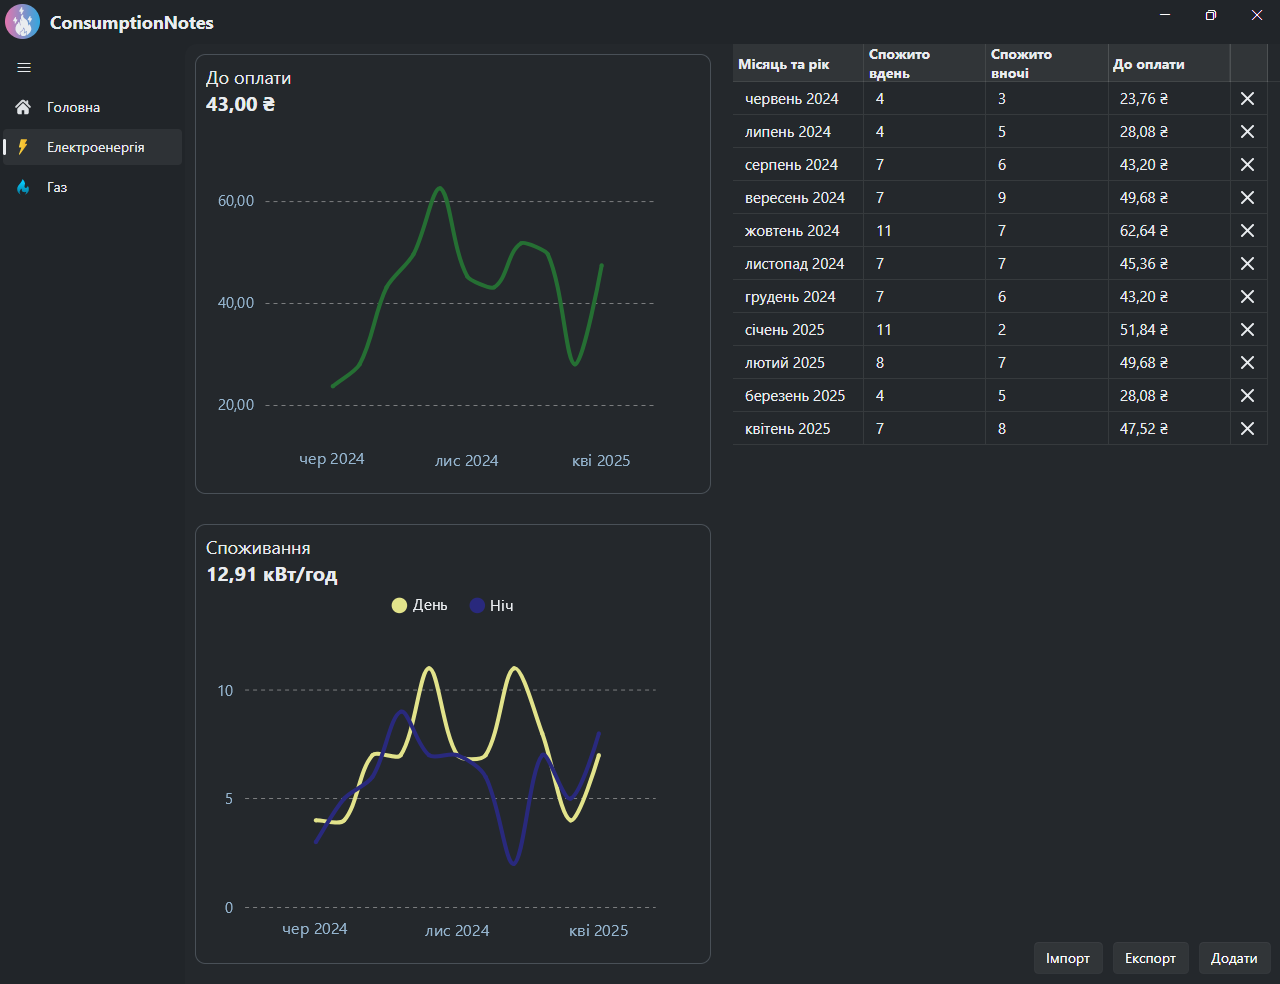 ConsumptionNotes
Головна
Електроенергія
Газ
До оплати
43,00 ₴
60,00
40,00
20,00
чер 2024
лис 2024
кві 2025
Споживання
12,91 кВт/год
День
Ніч
10
5
0
чер 2024
лис 2024
кві 2025
Місяць та рік Спожито вдень Спожито вночі До оплати
червень 2024 4 3 23,76 ₴
липень 2024 4 5 28,08 ₴
серпень 2024 7 6 43,20 ₴
вересень 2024 7 9 49,68 ₴
жовтень 2024 11 7 62,64 ₴
листопад 2024 7 7 45,36 ₴
грудень 2024 7 6 43,20 ₴
січень 2025 11 2 51,84 ₴
лютий 2025 8 7 49,68 ₴
березень 2025 4 5 28,08 ₴
квітень 2025 7 8 47,52 ₴
Імпорт Експорт Додати